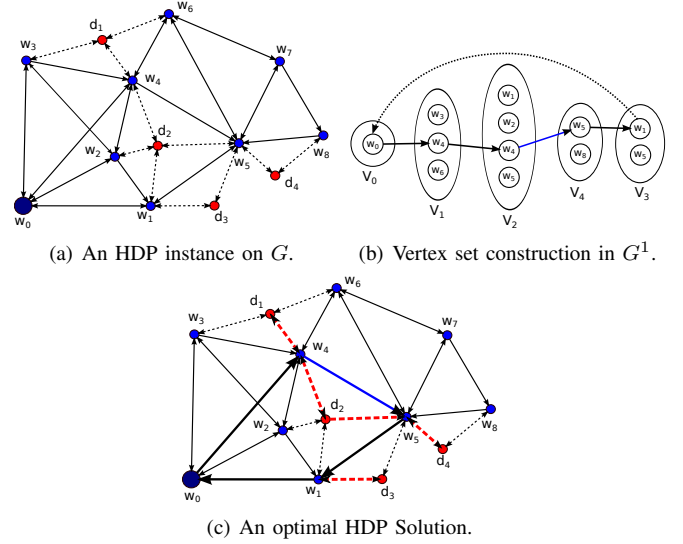 w6
d1
w3
w7
w4
d2
w2
w5
w8
d4
w1
d3
w0
(a) An HDP instance on G.
w1
w3
w2
w5
w1
w0
w4
w4
w6
w5
w8
w5
V0
V1
V2
V4
V3
(b) Vertex set construction in G¹.
w6
d1
w3
w7
w4
d2
w2
w5
w8
d4
w1
d3
w0
(c) An optimal HDP Solution.